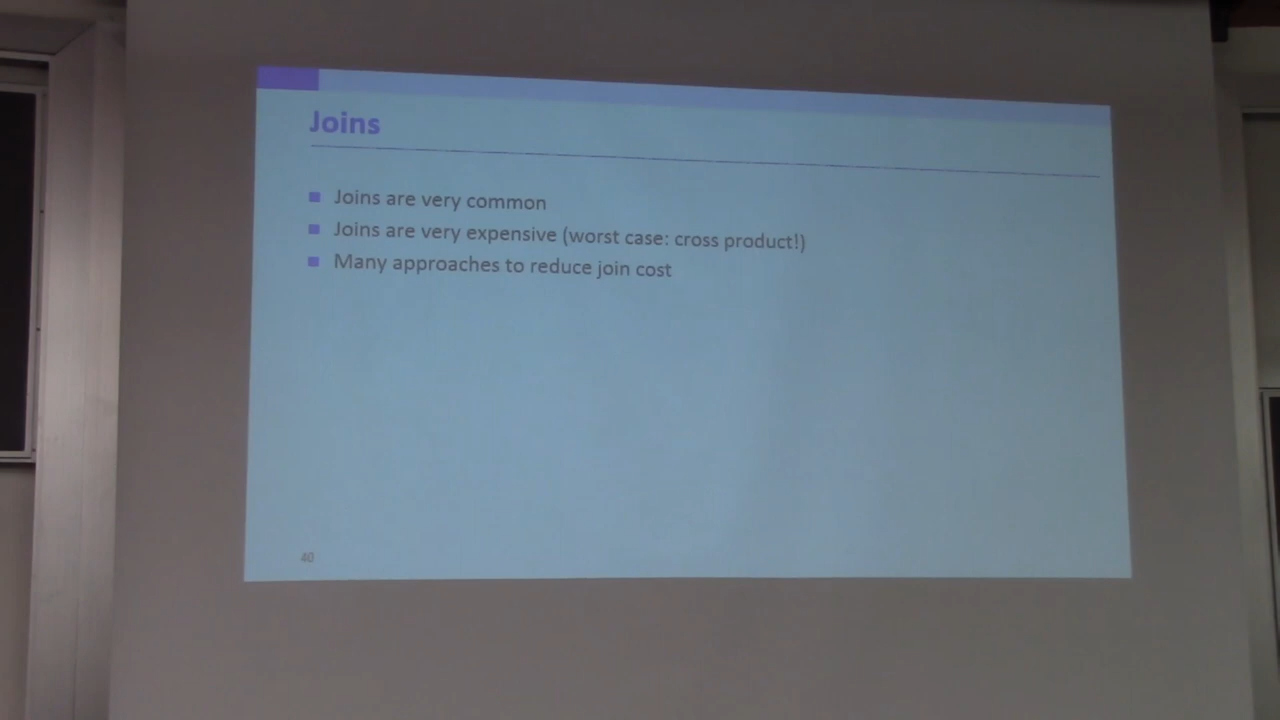 Joins
Joins are very common
Joins are very expensive (worst case: cross product!)
Many approaches to reduce join cost
40